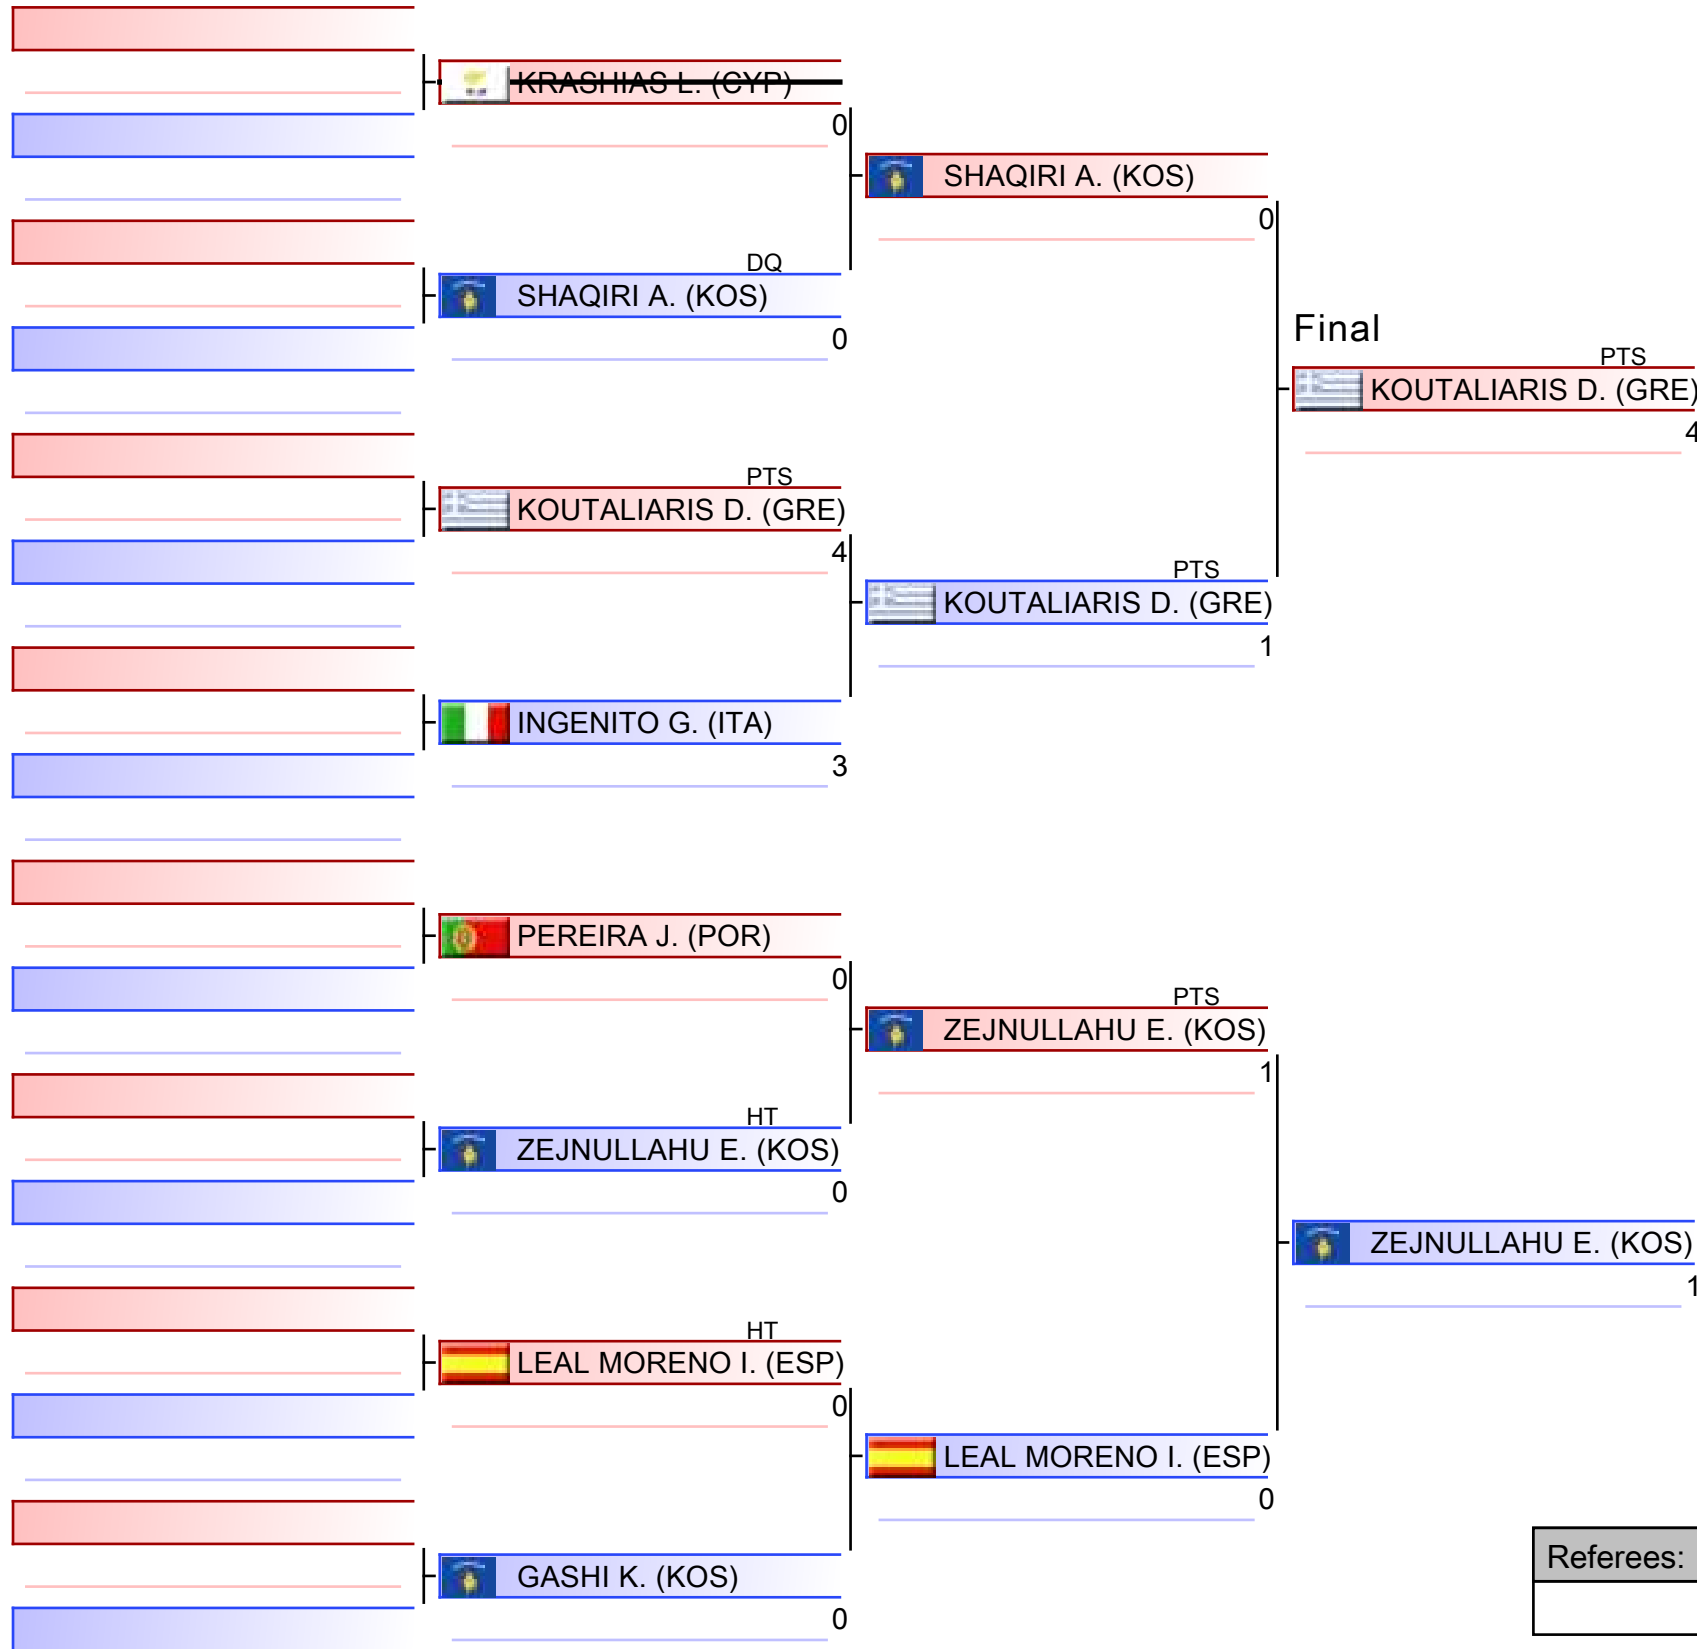 KRASHIAS L. (CYP)
0
DQ
SHAQIRI A. (KOS)
0
PTS
KOUTALIARIS D. (GRE)
4
INGENITO G. (ITA)
3
PEREIRA J. (POR)
0
HT
ZEJNULLAHU E. (KOS)
0
HT
LEAL MORENO I. (ESP)
0
GASHI K. (KOS)
0
SHAQIRI A. (KOS)
0
PTS
KOUTALIARIS D. (GRE)
1
PTS
ZEJNULLAHU E. (KOS)
1
LEAL MORENO I. (ESP)
0
Final
PTS
KOUTALIARIS D. (GRE)
4
ZEJNULLAHU E. (KOS)
1
Referees: